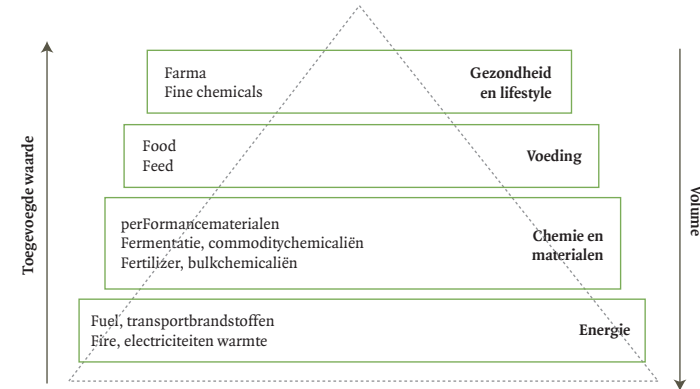 Farma
Fine chemicals
Gezondheid
en lifestyle
Food
Feed
Voeding
perFormancematerialen
Fermentatie, commoditychemicaliën
Fertilizer, bulkchemicaliën
Chemie en
materialen
Fuel, transportbrandstoffen
Fire, electriciteiten warmte
Energie
Toegevoegde waarde
Volume